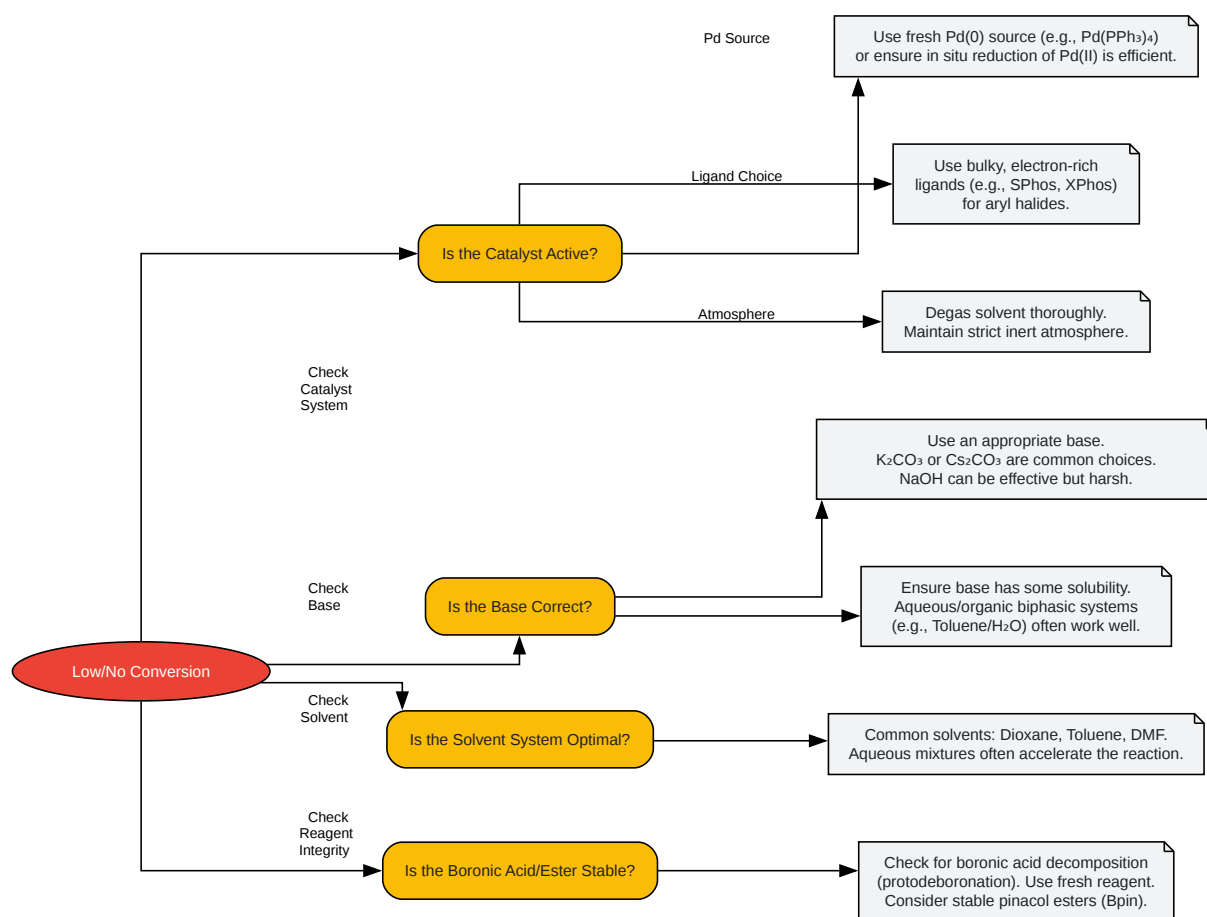 Pd Source
Use fresh Pd(0) source (e.g., Pd(PPh₃)₄)
or ensure in situ reduction of Pd(II) is efficient.
Ligand Choice
Use bulky, electron-rich
ligands (e.g., SPhos, XPhos)
for aryl halides.
Is the Catalyst Active?
Atmosphere
Degas solvent thoroughly.
Maintain strict inert atmosphere.
Check
Catalyst
System
Use an appropriate base.
K₂CO₃ or Cs₂CO₃ are common choices.
NaOH can be effective but harsh.
Check
Base
Is the Base Correct?
Ensure base has some solubility.
Aqueous/organic biphasic systems
(e.g., Toluene/H₂O) often work well.
Low/No Conversion
Check
Solvent
Is the Solvent System Optimal?
Common solvents: Dioxane, Toluene, DMF.
Aqueous mixtures often accelerate the reaction.
Check
Reagent
Integrity
Is the Boronic Acid/Ester Stable?
Check for boronic acid decomposition
(protodeboronation). Use fresh reagent.
Consider stable pinacol esters (Bpin).